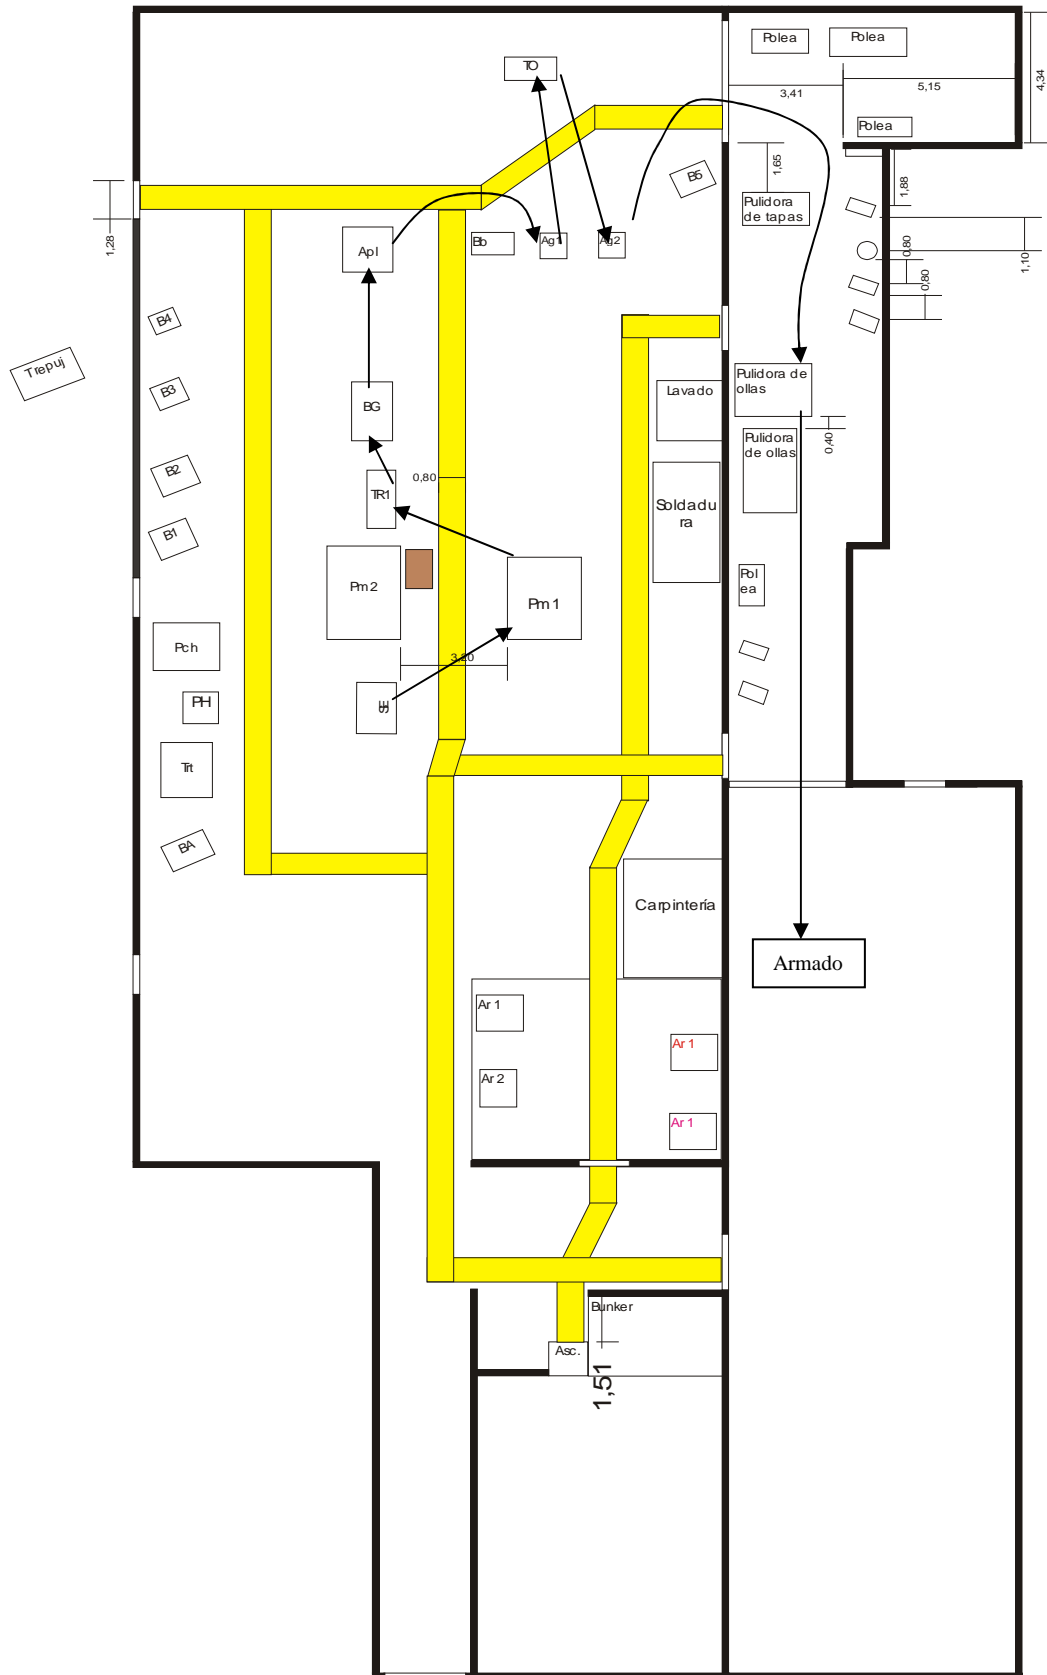 Polea
Polea
TO
3,41
5,15
4,34
Polea
1,65
B5
1,88
Pulidora
de tapas
1,28
Apl
Bb
Ag1
Ag2
0,80
1,10
0,80
B4
Trepuj
B3
Lavado
Pulidora de
ollas
BG
0,40
Pulidora
de ollas
B2
0,80
TR1
Soldadu
ra
B1
Pm2
Pm1
Pol
ea
Pch
3,20
PH
SE
Trt
BA
Carpintería
Armado
Ar 1
Ar 1
Ar 2
Ar 1
Bunker
Asc.
1,51